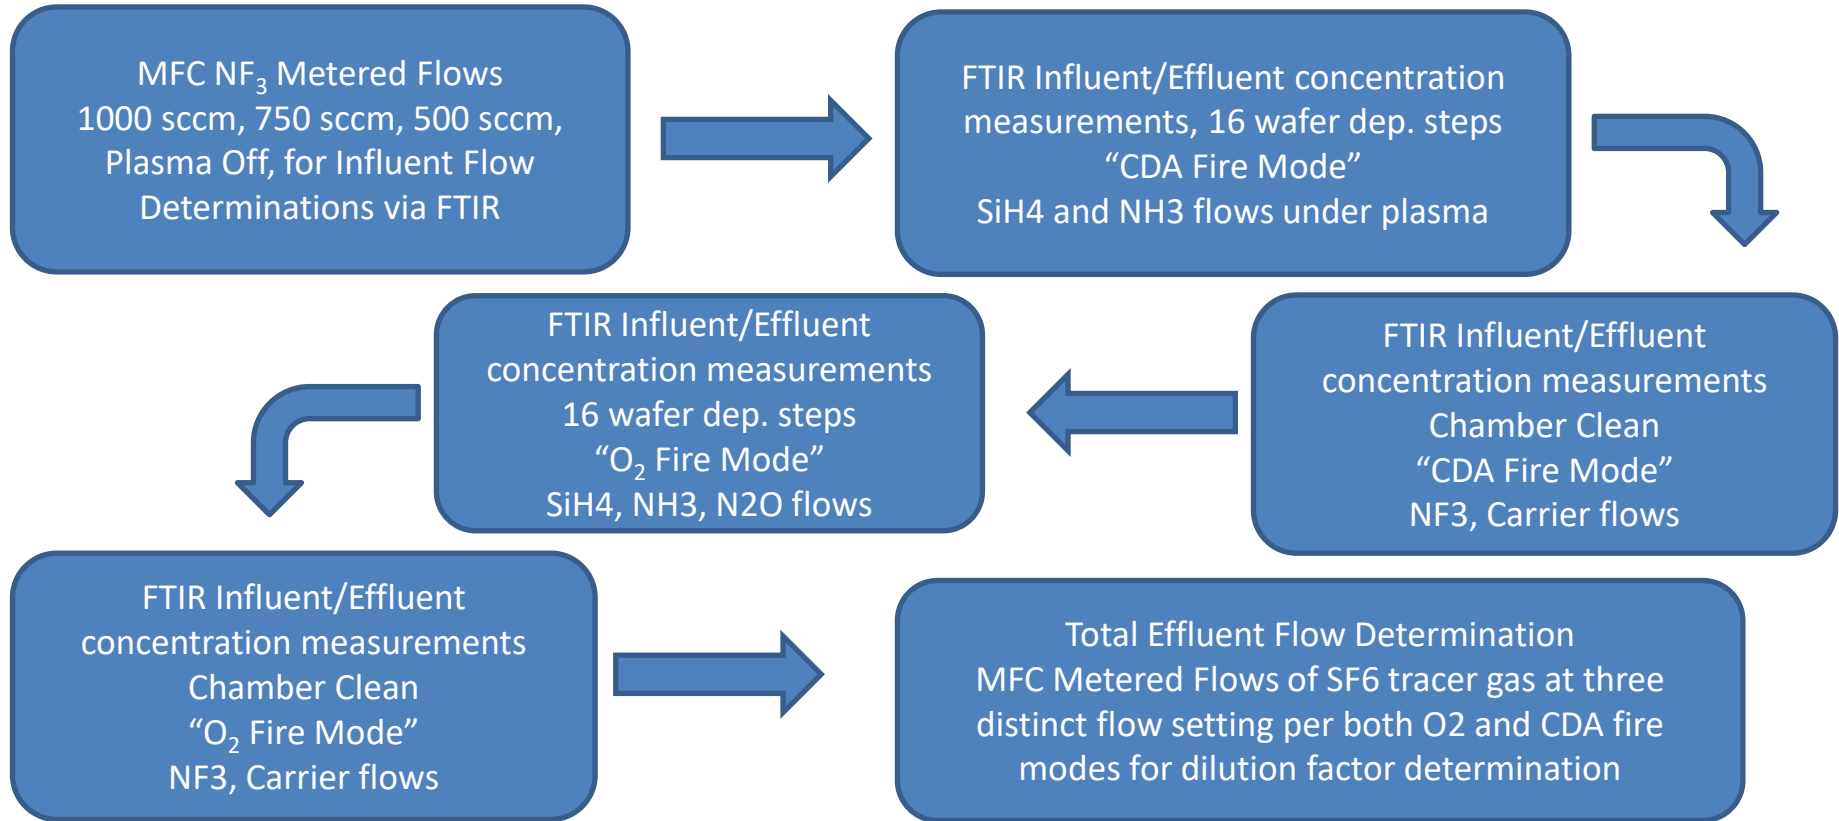 MFC NF₃ Metered Flows
1000 sccm, 750 sccm, 500 sccm,
Plasma Off, for Influent Flow
Determinations via FTIR
FTIR Influent/Effluent concentration
measurements, 16 wafer dep. steps
“CDA Fire Mode”
SiH4 and NH3 flows under plasma
FTIR Influent/Effluent
concentration measurements
Chamber Clean
“CDA Fire Mode”
NF3, Carrier flows
FTIR Influent/Effluent
concentration measurements
16 wafer dep. steps
“O₂ Fire Mode”
SiH4, NH3, N2O flows
FTIR Influent/Effluent
concentration measurements
Chamber Clean
“O₂ Fire Mode”
NF3, Carrier flows
Total Effluent Flow Determination
MFC Metered Flows of SF6 tracer gas at three
distinct flow setting per both O2 and CDA fire
modes for dilution factor determination